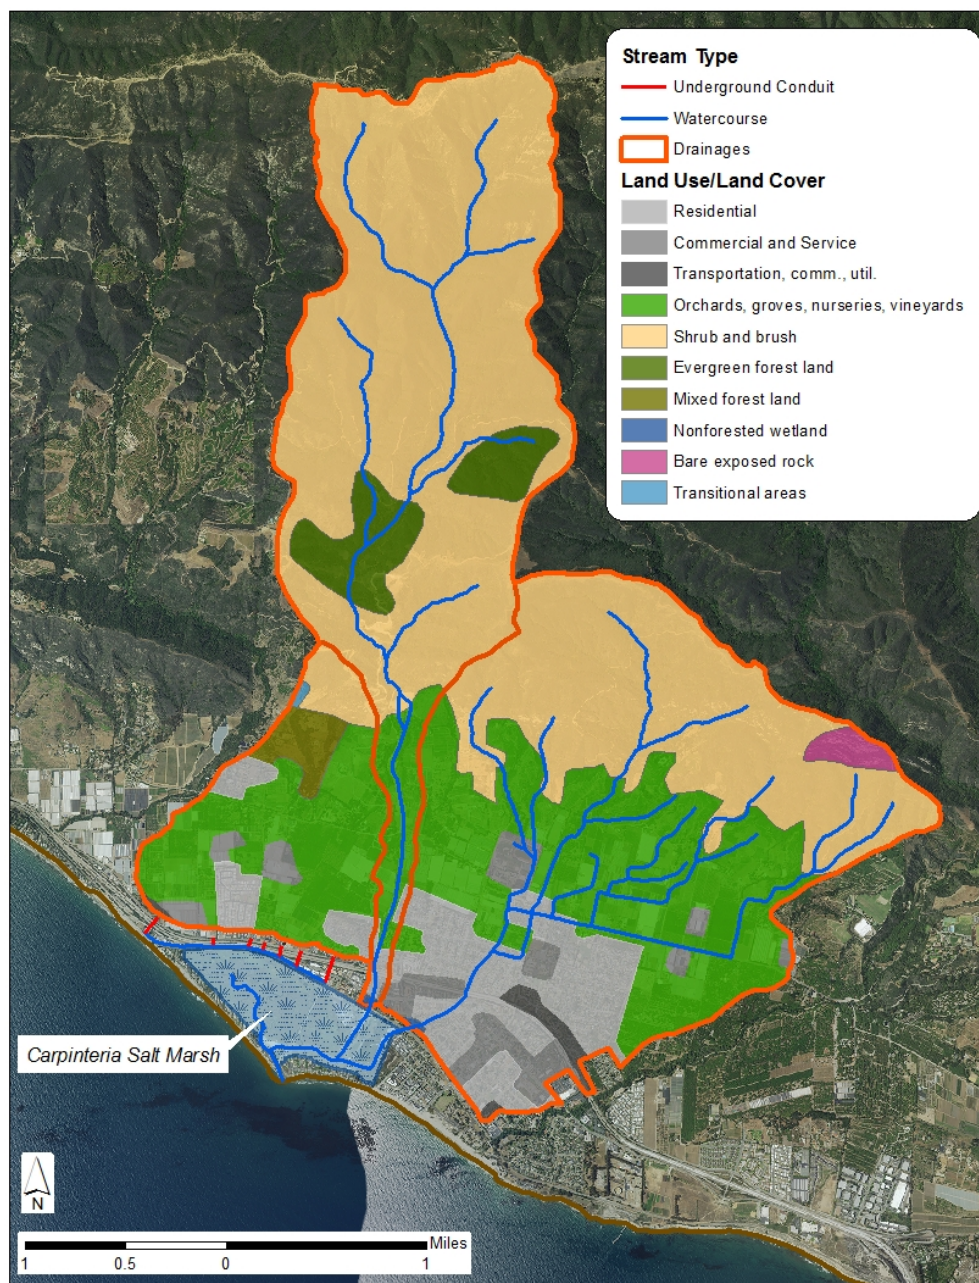 Stream Type
Underground Conduit
Watercourse
Drainages
Land Use/Land Cover
Residential
Commercial and Service
Transportation, comm., util.
Orchards, groves, nurseries, vineyards
Shrub and brush
Evergreen forest land
Mixed forest land
Nonforested wetland
Bare exposed rock
Transitional areas
Carpinteria Salt Marsh
N
Miles
1 0.5 0 1